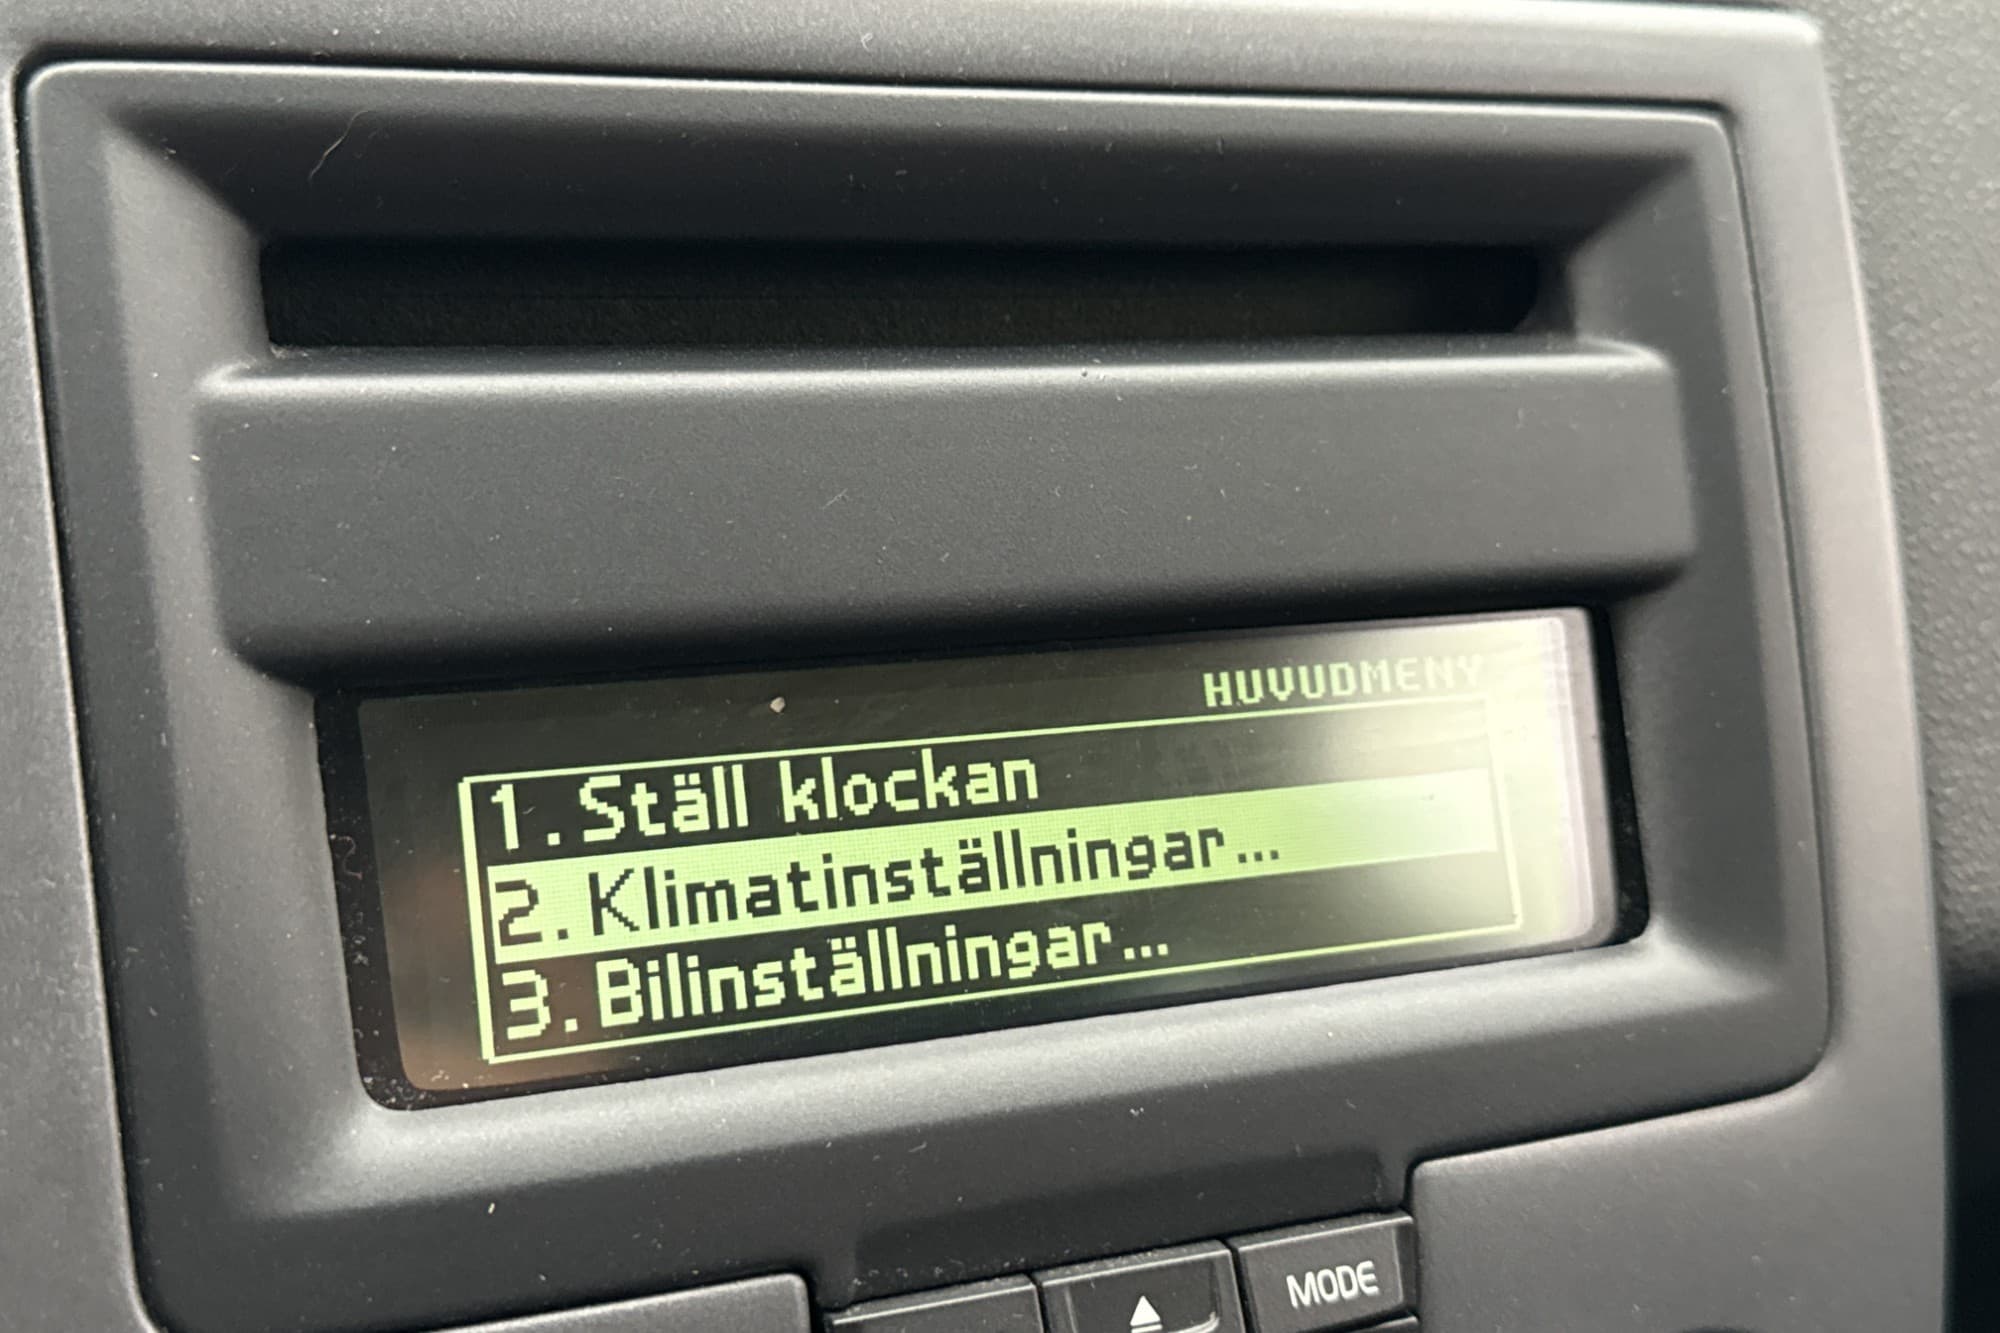 HUVUDMENY
1. Ställ klockan
2. Klimatinställningar...
3. Bilinställningar...
MODE